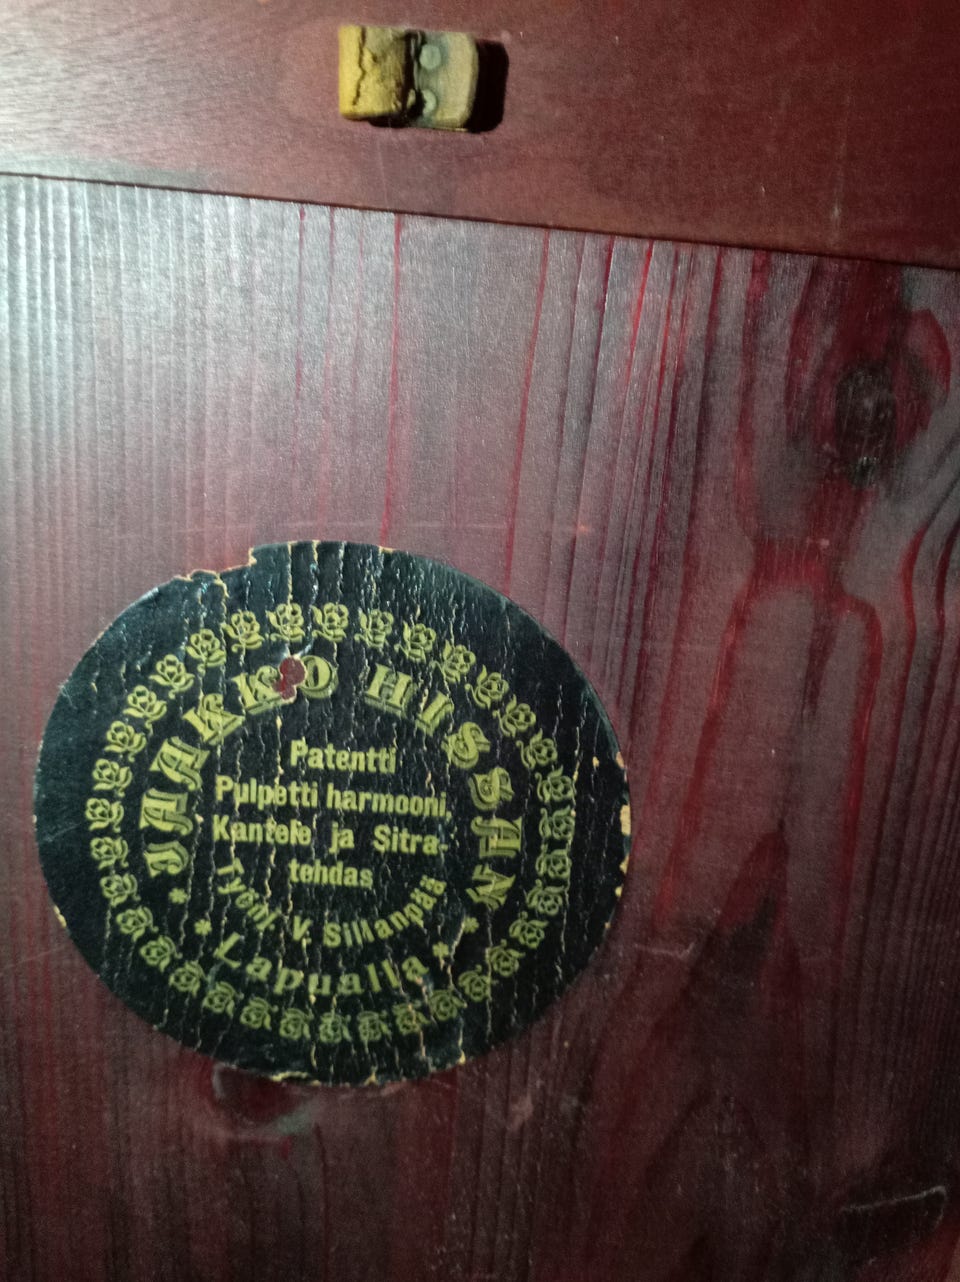 JAAKKO HISSAN
Patentti
Pulpetti harmooni,
Kantele ja Sitra-
tehdas
Työnj. V. Sillanpää
* Lapualla *